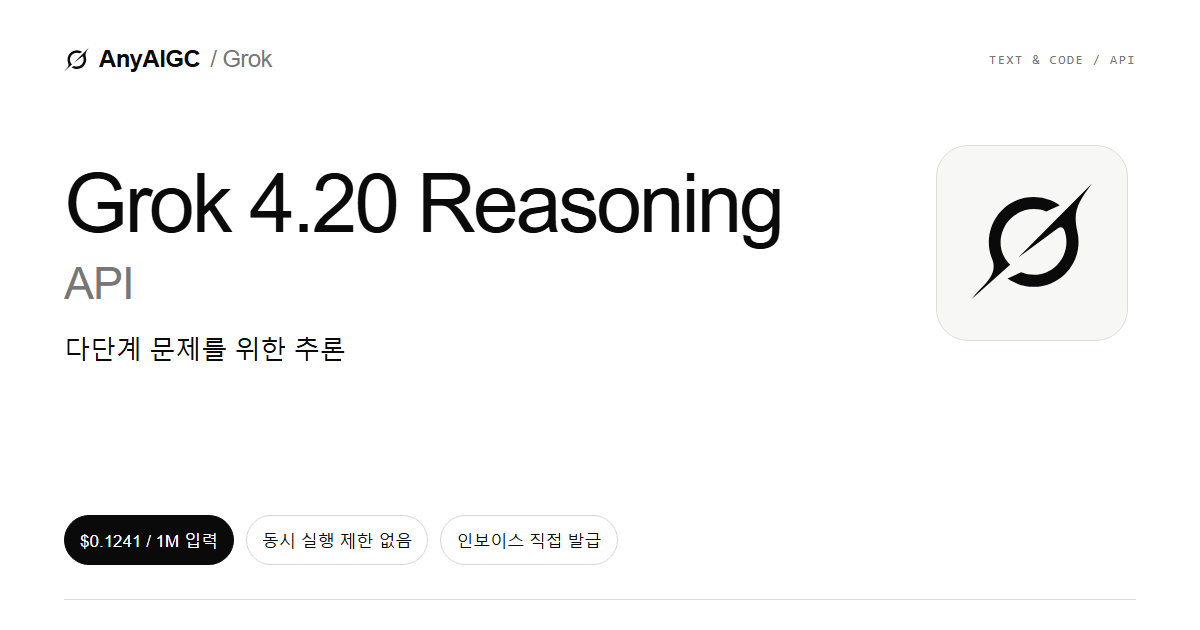 AnyAIGC / Grok
TEXT & CODE / API
Grok 4.20 Reasoning
API
다단계 문제를 위한 추론
$0.1241 / 1M 입력
동시 실행 제한 없음
인보이스 직접 발급